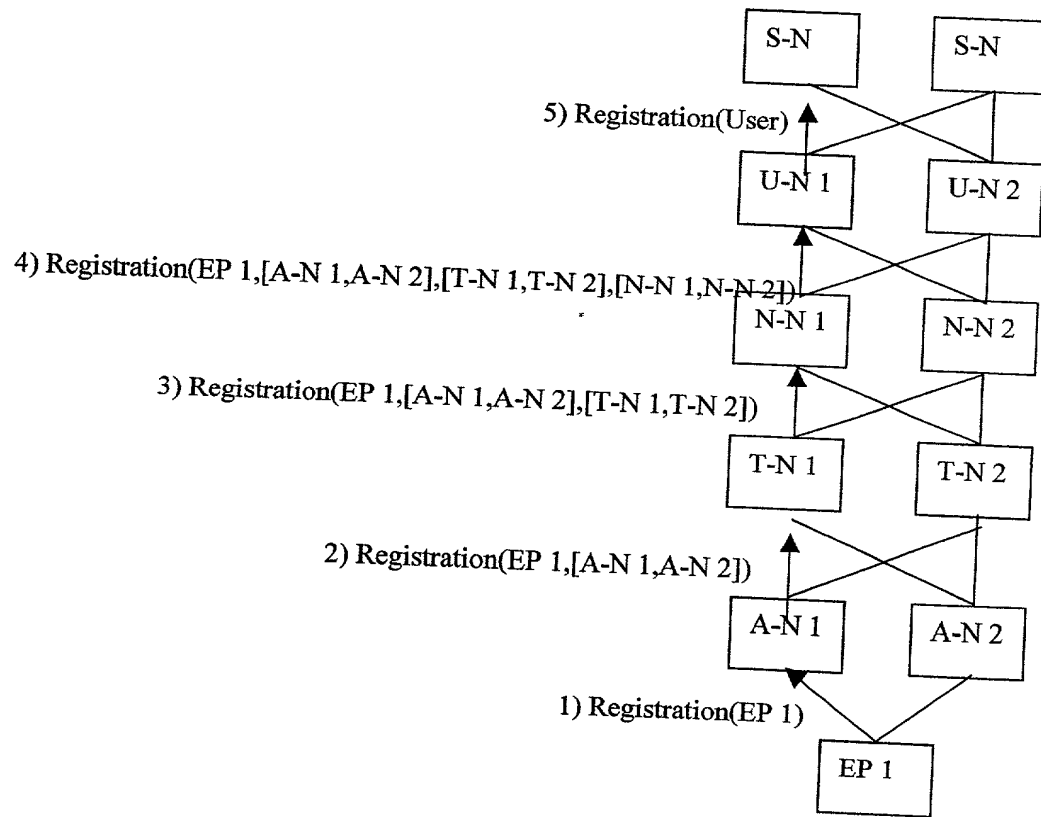 S-N
S-N
5) Registration(User)
U-N 1
U-N 2
4) Registration(EP 1,[A-N 1,A-N 2],[T-N 1,T-N 2],[N-N 1,N-N 2])
N-N 1
N-N 2
3) Registration(EP 1,[A-N 1,A-N 2],[T-N 1,T-N 2])
T-N 1
T-N 2
2) Registration(EP 1,[A-N 1,A-N 2])
A-N 1
A-N 2
1) Registration(EP 1)
EP 1